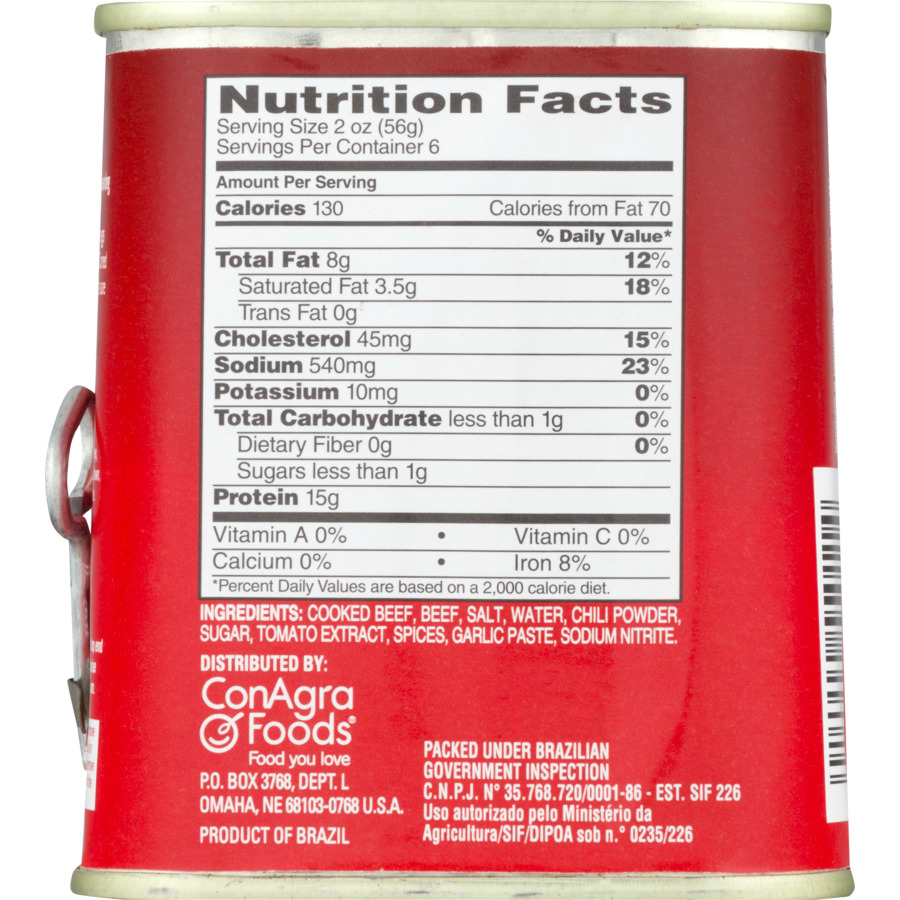 Nutrition Facts
Serving Size 2 oz (56g)
Servings Per Container 6
Amount Per Serving
Calories 130 Calories from Fat 70
% Daily Value*
Total Fat 8g 12%
Saturated Fat 3.5g 18%
Trans Fat 0g
Cholesterol 45mg 15%
Sodium 540mg 23%
Potassium 10mg 0%
Total Carbohydrate less than 1g 0%
Dietary Fiber 0g 0%
Sugars less than 1g
Protein 15g
Vitamin A 0% • Vitamin C 0%
Calcium 0% • Iron 8%
*Percent Daily Values are based on a 2,000 calorie diet.
INGREDIENTS: COOKED BEEF, BEEF, SALT, WATER, CHILI POWDER,
SUGAR, TOMATO EXTRACT, SPICES, GARLIC PASTE, SODIUM NITRITE.
DISTRIBUTED BY:
ConAgra
Foods®
Food you love
P.O. BOX 3768, DEPT. L
OMAHA, NE 68103-0768 U.S.A.
PRODUCT OF BRAZIL
PACKED UNDER BRAZILIAN
GOVERNMENT INSPECTION
C.N.P.J. N° 35.768.720/0001-86 - EST. SIF 226
Uso autorizado pelo Ministério da
Agricultura/SIF/DIPOA sob n.° 0235/226